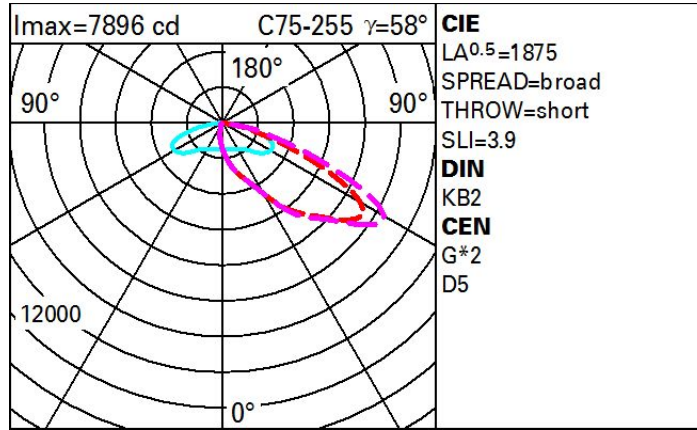 Imax=7896 cd C75-255 γ=58°
180°
90° 90°
12000
0°
CIE
LA⁰·⁵=1875
SPREAD=broad
THROW=short
SLI=3.9
DIN
KB2
CEN
G*2
D5